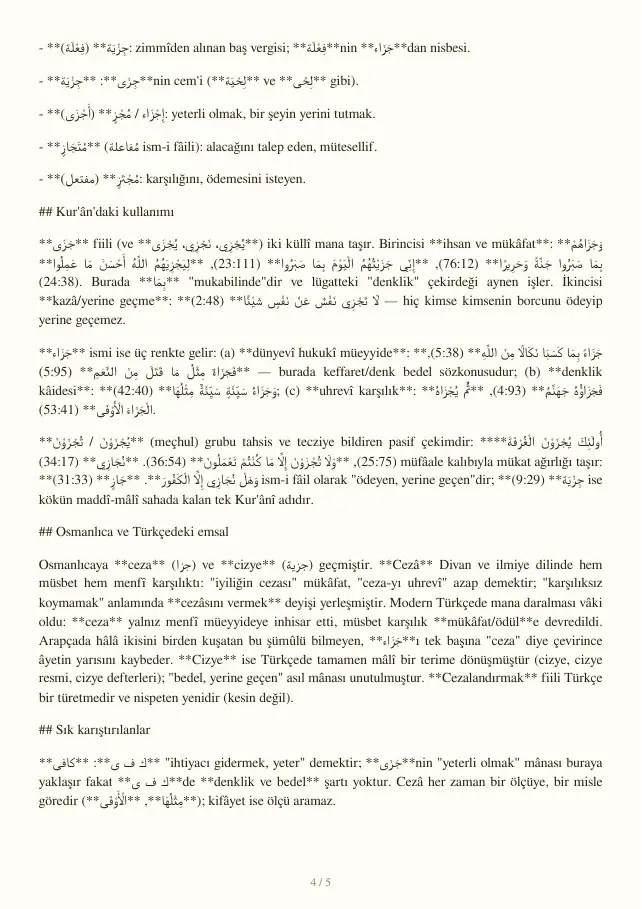 - **جِزْيَة** (فِعْلَة)**: zimmîden alınan baş vergisi; **فِعْلَة**nin **جَزَاء**dan nisbesi.
- **جِزًى**: **جِزْيَة**nin cem'i (**لِحْيَة** ve **لِحًى** gibi).
- **إِجْزَاء / مُجْزٍ** (أَجْزَى)**: yeterli olmak, bir şeyin yerini tutmak.
- **مُتَجَازٍ** (مُفاعلة ism-i fâili): alacağını talep eden, mütesellif.
- **مُجْتَزٍ** (مفتعل)**: karşılığını, ödemesini isteyen.
## Kur'ân'daki kullanımı
**جَزَى** fiili (ve **يُجْزِي، نَجْزِي، يُجْزَى**) iki küllî mana taşır. Birincisi **ihsan ve mükâfat**: **وَجَزَاهُمْ
بِمَا صَبَرُوا جَنَّةً وَحَرِيرًا** (76:12), **إِنِّي جَزَيْتُهُمُ الْيَوْمَ بِمَا صَبَرُوا** (23:111), **لِيَجْزِيَهُمُ اللَّهُ أَحْسَنَ مَا عَمِلُوا**
(24:38). Burada **بِمَا** "mukabilinde"dir ve lügatteki "denklik" çekirdeği aynen işler. İkincisi
**kazâ/yerine geçme**: **لَا تَجْزِي نَفْسٌ عَنْ نَفْسٍ شَيْئًا** (2:48) — hiç kimse kimsenin borcunu ödeyip
yerine geçemez.
**جَزَاء** ismi ise üç renkte gelir: (a) **dünyevî hukukî müeyyide**: **جَزَاءً بِمَا كَسَبَا نَكَالًا مِنَ اللَّهِ** (5:38),
**فَجَزَاءٌ مِثْلُ مَا قَتَلَ مِنَ النَّعَمِ** (5:95) — burada keffaret/denk bedel sözkonusudur; (b) **denklik
kâidesi**: **وَجَزَاءُ سَيِّئَةٍ سَيِّئَةٌ مِثْلُهَا** (42:40); (c) **uhrevî karşılık**: **فَجَزَاؤُهُ جَهَنَّمُ** (4:93), **ثُمَّ يُجْزَاهُ
الْجَزَاءَ الْأَوْفَى** (53:41).
**يُجْزَوْنَ / تُجْزَوْنَ** (meçhul) grubu tahsis ve tecziye bildiren pasif çekimdir: **أُولَٰئِكَ يُجْزَوْنَ الْغُرْفَةَ**
(25:75), **وَلَا تُجْزَوْنَ إِلَّا مَا كُنْتُمْ تَعْمَلُونَ** (36:54). **نُجَازِي** (34:17) müfâale kalıbıyla mükat ağırlığı taşır:
**وَهَلْ نُجَازِي إِلَّا الْكَفُورَ**. **جَازٍ** (31:33) ism-i fâil olarak "ödeyen, yerine geçen"dir; **جِزْيَة** (9:29) ise
kökün maddî-mâlî sahada kalan tek Kur'ânî adıdır.
## Osmanlıca ve Türkçedeki emsal
Osmanlıcaya **ceza** (جزا) ve **cizye** (جزیه) geçmiştir. **Cezâ** Divan ve ilmiye dilinde hem
müsbet hem menfî karşılıktı: "iyiliğin cezası" mükâfat, "ceza-yı uhrevî" azap demektir; "karşılıksız
koymamak" anlamında **cezâsını vermek** deyişi yerleşmiştir. Modern Türkçede mana daralması vâki
oldu: **ceza** yalnız menfî müeyyideye inhisar etti, müsbet karşılık **mükâfat/ödül**e devredildi.
Arapçada hâlâ ikisini birden kuşatan bu şümûlü bilmeyen, **جَزَاء**ı tek başına "ceza" diye çevirince
âyetin yarısını kaybeder. **Cizye** ise Türkçede tamamen mâlî bir terime dönüşmüştür (cizye, cizye
resmi, cizye defterleri); "bedel, yerine geçen" asıl mânası unutulmuştur. **Cezalandırmak** fiili Türkçe
bir türetmedir ve nispeten yenidir (kesin değil).
## Sık karıştırılanlar
**ك ف ى**: **كافى** "ihtiyacı gidermek, yeter" demektir; **جَزَى**nin "yeterli olmak" mânası buraya
yaklaşır fakat **ك ف ى**de **denklik ve bedel** şartı yoktur. Cezâ her zaman bir ölçüye, bir misle
göredir (**مِثْلُهَا**, **الْأَوْفَى**); kifâyet ise ölçü aramaz.
4 / 5